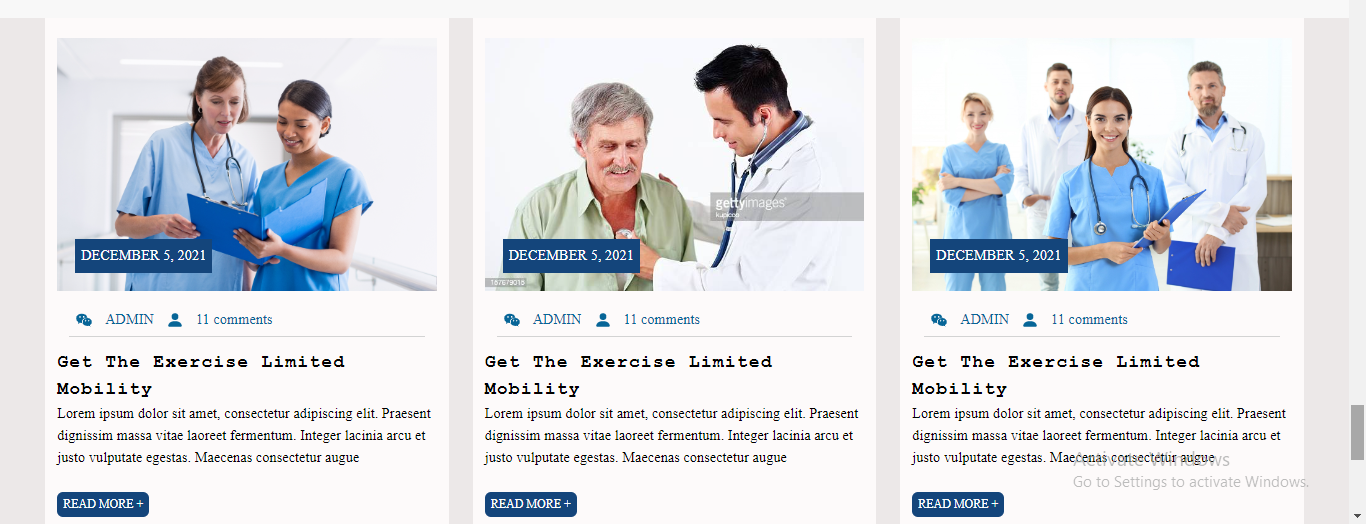 gettyimages®
kupicoo
187679015
DECEMBER 5, 2021
DECEMBER 5, 2021
DECEMBER 5, 2021
ADMIN 11 comments
ADMIN 11 comments
ADMIN 11 comments
Get The Exercise Limited
Mobility
Lorem ipsum dolor sit amet, consectetur adipiscing elit. Praesent
dignissim massa vitae laoreet fermentum. Integer lacinia arcu et
justo vulputate egestas. Maecenas consectetur augue
READ MORE +
Get The Exercise Limited
Mobility
Lorem ipsum dolor sit amet, consectetur adipiscing elit. Praesent
dignissim massa vitae laoreet fermentum. Integer lacinia arcu et
justo vulputate egestas. Maecenas consectetur augue
READ MORE +
Get The Exercise Limited
Mobility
Lorem ipsum dolor sit amet, consectetur adipiscing elit. Praesent
dignissim massa vitae laoreet fermentum. Integer lacinia arcu et
justo vulputate egestas. Maecenas consectetur augue
READ MORE +
Activate Windows
Go to Settings to activate Windows.